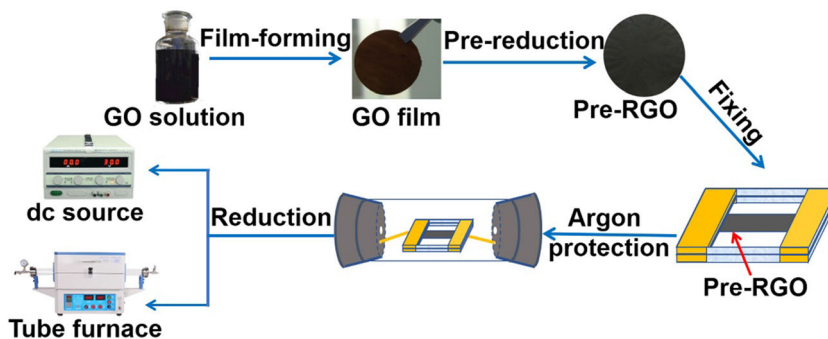 Film-forming
Pre-reduction
GO solution
GO film
Pre-RGO
Fixing
dc source
Reduction
Argon
protection
Pre-RGO
Tube furnace